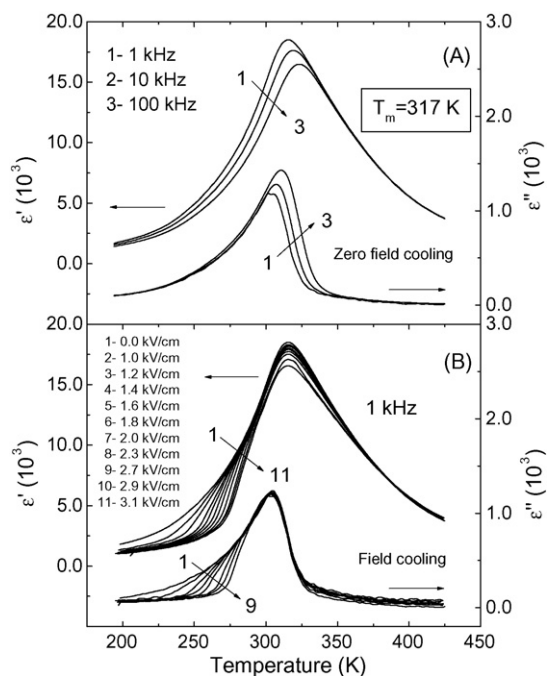 20.0
15.0
10.0
5.0
0.0
ε' (10³)
1- 1 kHz
2- 10 kHz
3- 100 kHz
1
3
(A)
Tm=317 K
1
3
Zero field cooling
3.0
2.0
1.0
0.0
ε'' (10³)
20.0
15.0
10.0
5.0
0.0
ε' (10³)
1- 0.0 kV/cm
2- 1.0 kV/cm
3- 1.2 kV/cm
4- 1.4 kV/cm
5- 1.6 kV/cm
6- 1.8 kV/cm
7- 2.0 kV/cm
8- 2.3 kV/cm
9- 2.7 kV/cm
10- 2.9 kV/cm
11- 3.1 kV/cm
(B)
1 kHz
1
11
1
9
Field cooling
3.0
2.0
1.0
0.0
ε'' (10³)
200 250 300 350 400 450
Temperature (K)